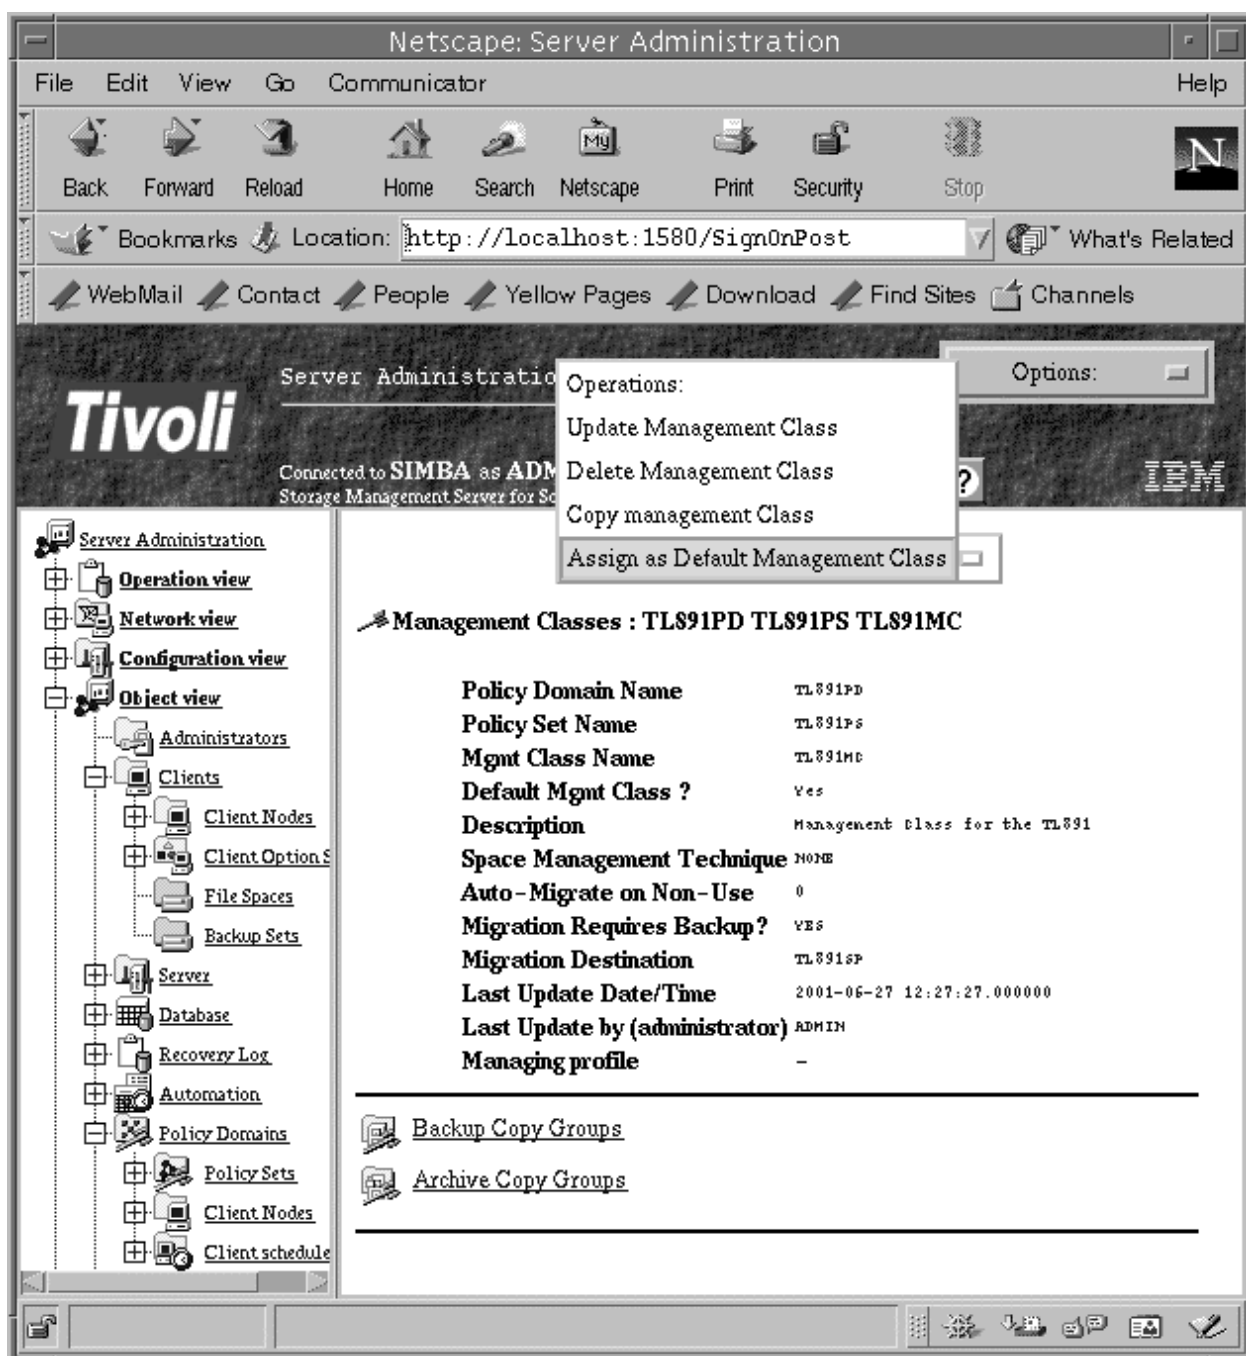 Netscape: Server Administration
File Edit View Go Communicator Help
My N
Back Forward Reload Home Search Netscape Print Security Stop
Bookmarks Location: http://localhost:1580/SignOnPost What's Related
WebMail Contact People Yellow Pages Download Find Sites Channels
Tivoli
Server Administratio
Options:
Connected to SIMBA as ADM
Storage Management Server for So
?
IBM
Operations:
Update Management Class
Delete Management Class
Copy management Class
Assign as Default Management Class
Server Administration
Operation view
Network view
Configuration view
Object view
Administrators
Clients
Client Nodes
Client Option S
File Spaces
Backup Sets
Server
Database
Recovery Log
Automation
Policy Domains
Policy Sets
Client Nodes
Client schedule
Management Classes : TL891PD TL891PS TL891MC
Policy Domain Name TL891PD
Policy Set Name TL891PS
Mgmt Class Name TL891MC
Default Mgmt Class ? Yes
Description Management Class for the TL891
Space Management Technique NONE
Auto-Migrate on Non-Use 0
Migration Requires Backup? YES
Migration Destination TL891SP
Last Update Date/Time 2001-06-27 12:27:27.000000
Last Update by (administrator) ADMIN
Managing profile -
Backup Copy Groups
Archive Copy Groups